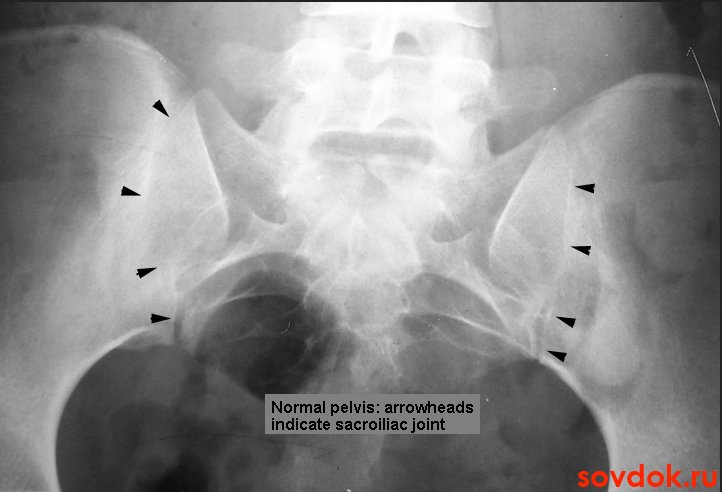 Normal pelvis: arrowheads
indicate sacroiliac joint
sovdok.ru